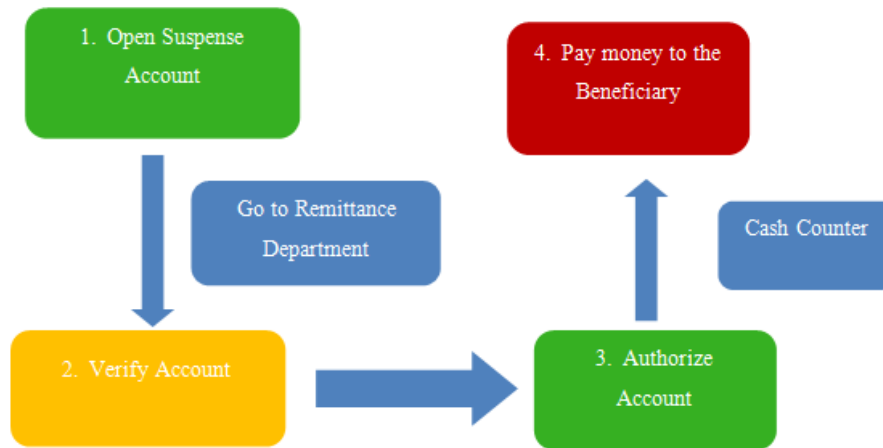 1. Open Suspense
Account
4. Pay money to the
Beneficiary
Go to Remittance
Department
Cash Counter
2. Verify Account
3. Authorize
Account